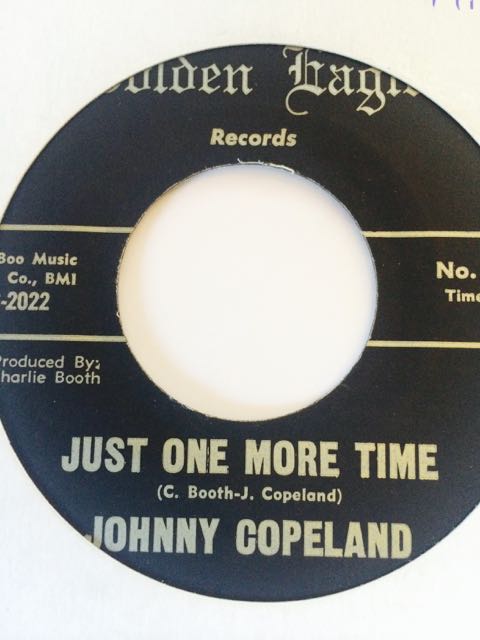 olden Eagl
Records
Boo Music
Co., BMI
-2022
No.
Time
roduced By:
harlie Booth
JUST ONE MORE TIME
(C. Booth-J. Copeland)
JOHNNY COPELAND